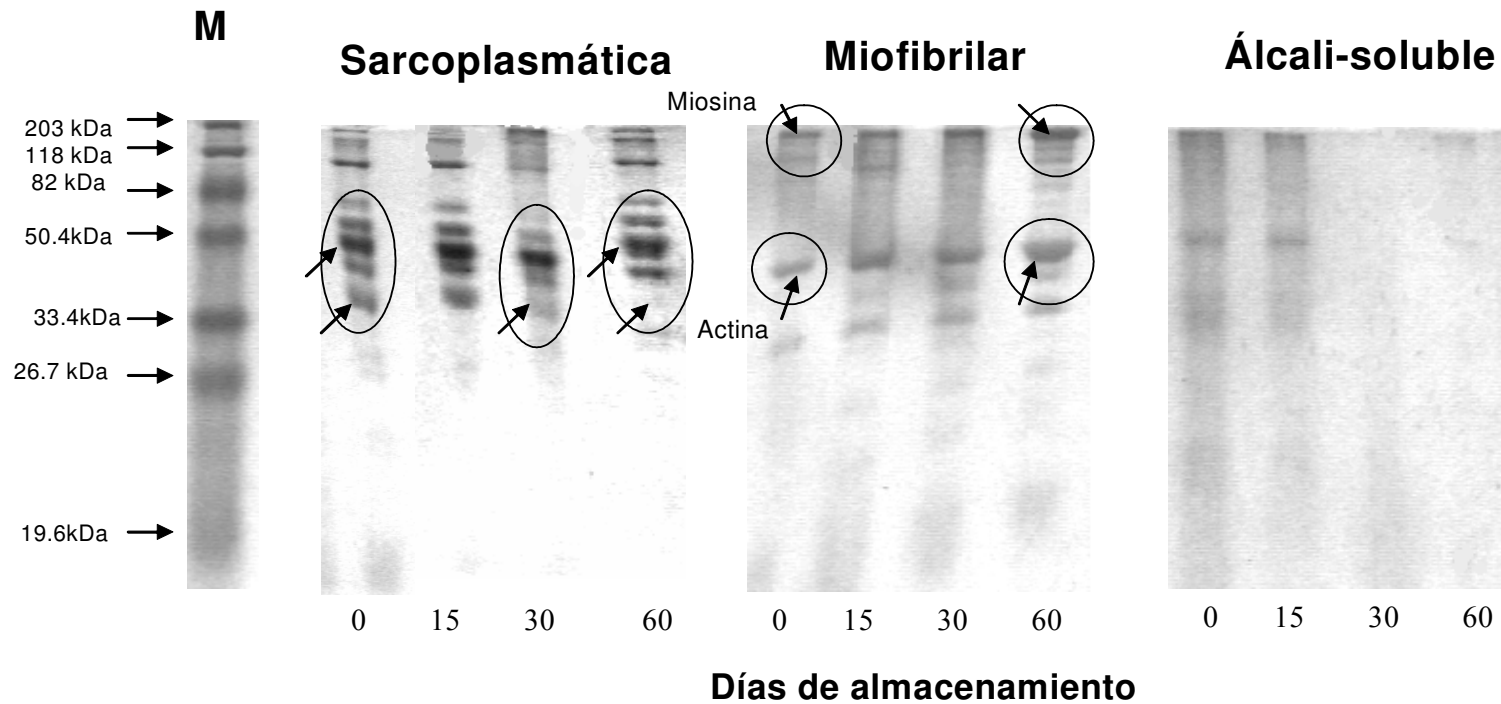 M
Sarcoplasmática
Miofibrilar
Álcali-soluble
Miosina
203 kDa
118 kDa
82 kDa
50.4kDa
33.4kDa
26.7 kDa
19.6kDa
Actina
0 15 30 60
0 15 30 60
0 15 30 60
Días de almacenamiento